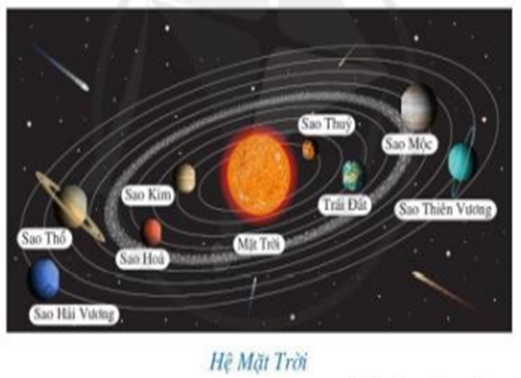 Sao Thuỷ
Sao Mộc
Sao Kim
Trái Đất
Sao Thiên Vương
Sao Thổ
Mặt Trời
Sao Hoả
Sao Hải Vương
Hệ Mặt Trời